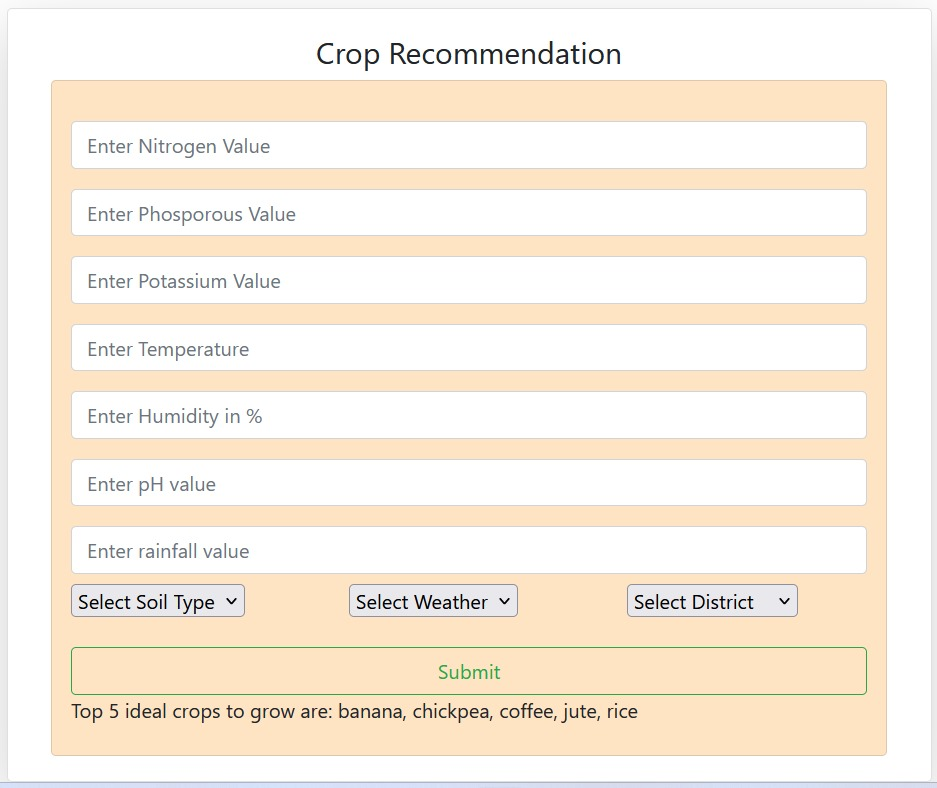 Crop Recommendation
Enter Nitrogen Value
Enter Phosporous Value
Enter Potassium Value
Enter Temperature
Enter Humidity in %
Enter pH value
Enter rainfall value
Select Soil Type Select Weather Select District
Submit
Top 5 ideal crops to grow are: banana, chickpea, coffee, jute, rice